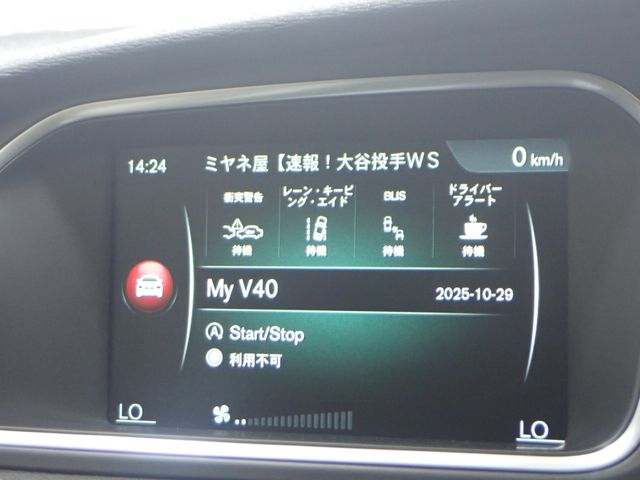 14:24 ミヤネ屋【速報！大谷投手WS 0 km/h
衝突警告 レーン・キーピング・エイド BLIS ドライバーアラート
待機 待機 待機 待機
My V40 2025-10-29
A Start/Stop
利用不可
LO LO